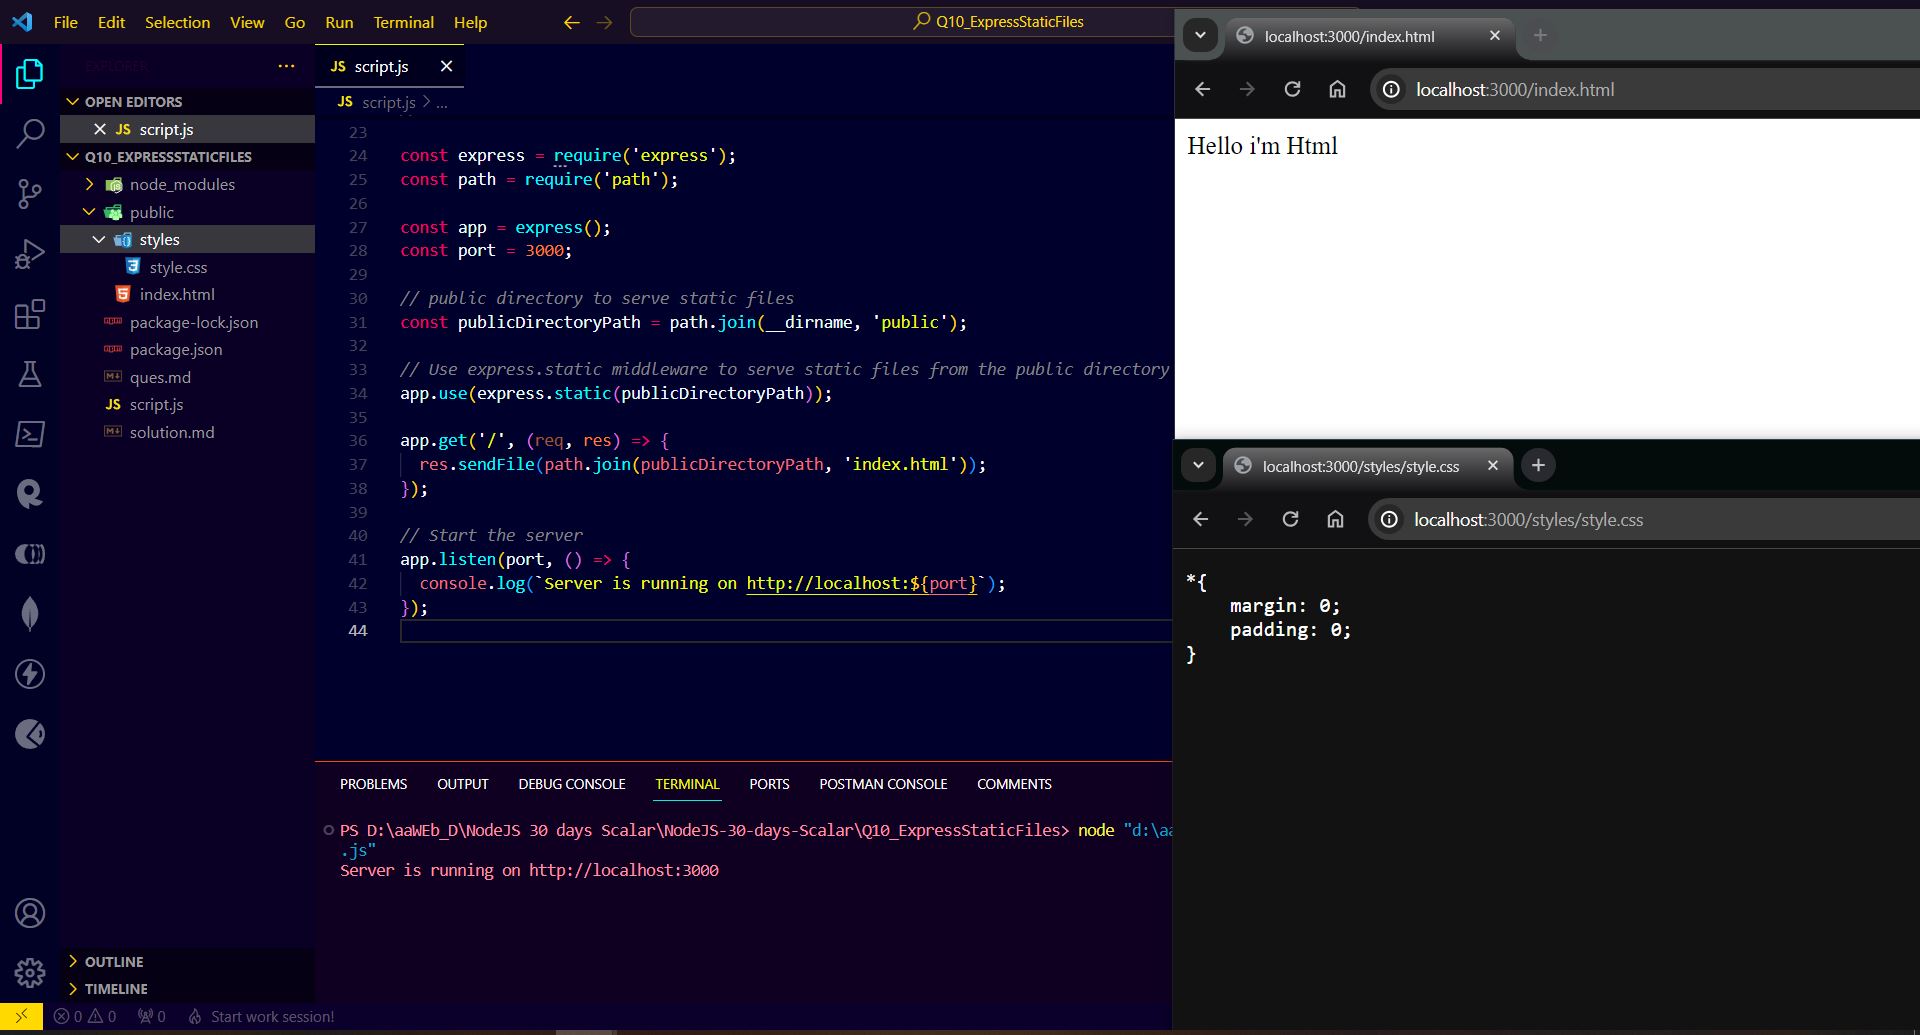 File Edit Selection View Go Run Terminal Help
Q10_ExpressStaticFiles
EXPLORER
...
OPEN EDITORS
JS script.js
Q10_EXPRESSSTATICFILES
node_modules
public
styles
style.css
index.html
package-lock.json
package.json
ques.md
JS script.js
solution.md
OUTLINE
TIMELINE
JS script.js
JS script.js > ...
23
24 const express = require('express');
25 const path = require('path');
26
27 const app = express();
28 const port = 3000;
29
30 // public directory to serve static files
31 const publicDirectoryPath = path.join(__dirname, 'public');
32
33 // Use express.static middleware to serve static files from the public directory
34 app.use(express.static(publicDirectoryPath));
35
36 app.get('/', (req, res) => {
37 res.sendFile(path.join(publicDirectoryPath, 'index.html'));
38 });
39
40 // Start the server
41 app.listen(port, () => {
42 console.log(`Server is running on http://localhost:${port}`);
43 });
44
PROBLEMS OUTPUT DEBUG CONSOLE TERMINAL PORTS POSTMAN CONSOLE COMMENTS
PS D:\aaWEb_D\NodeJS 30 days Scalar\NodeJS-30-days-Scalar\Q10_ExpressStaticFiles> node "d:\aa
.js"
Server is running on http://localhost:3000
0 0 0 Start work session!
localhost:3000/index.html
localhost:3000/index.html
Hello i'm Html
localhost:3000/styles/style.css
localhost:3000/styles/style.css
*{
margin: 0;
padding: 0;
}